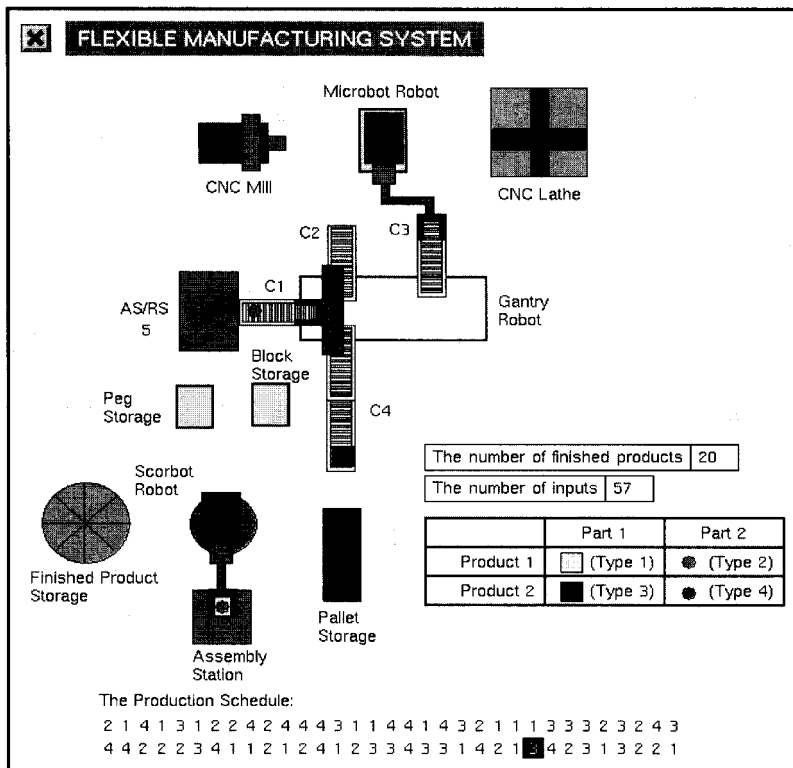 FLEXIBLE MANUFACTURING SYSTEM
Microbot Robot
CNC Mill
CNC Lathe
C2
C3
C1
AS/RS
5
Gantry
Robot
Block
Storage
Peg
Storage
C4
The number of finished products 20
The number of inputs 57
Scorbot
Robot
Part 1 Part 2
Product 1 (Type 1) (Type 2)
Product 2 (Type 3) (Type 4)
Finished Product
Storage
Pallet
Storage
Assembly
Station
The Production Schedule:
2 1 4 1 3 1 2 2 4 2 4 4 4 3 1 1 4 4 1 4 3 2 1 1 1 3 3 3 2 3 2 4 3
4 4 2 2 2 3 4 1 1 2 1 2 4 1 2 3 3 4 3 3 1 4 2 1 3 4 2 3 1 3 2 2 1